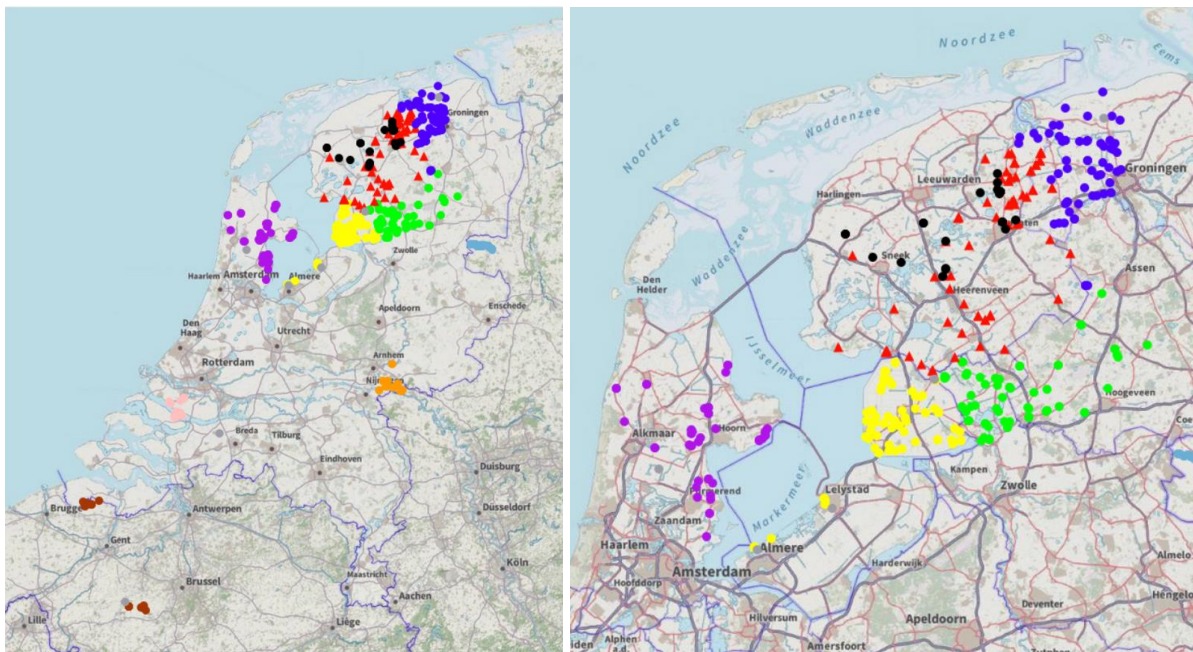 Groningen
Zwolle
Haarlem
Amsterdam
Almere
Enschede
Apeldoorn
Den
Haag
Utrecht
Rotterdam
Arnhem
Breda
Tilburg
Eindhoven
Duisburg
Brugge
Antwerpen
Düsseldorf
Gent
Köln
Brussel
Maastricht
Aachen
Lille
Liège
Noordzee
Eems
Waddenzee
Noordzee
Groningen
Leeuwarden
Harlingen
Waddenzee
Sneek
Assen
Den
Helder
Heerenveen
IJsselmeer
Hoogeveen
Alkmaar
Hoorn
Kampen
Zwolle
Markermeer
Lelystad
Zaandam
Haarlem
Almere
Amsterdam
Harderwijk
Almelo
Hoofddorp
Hengelo
Deventer
Hilversum
Apeldoorn
Alphen
a.d.
Amersfoort